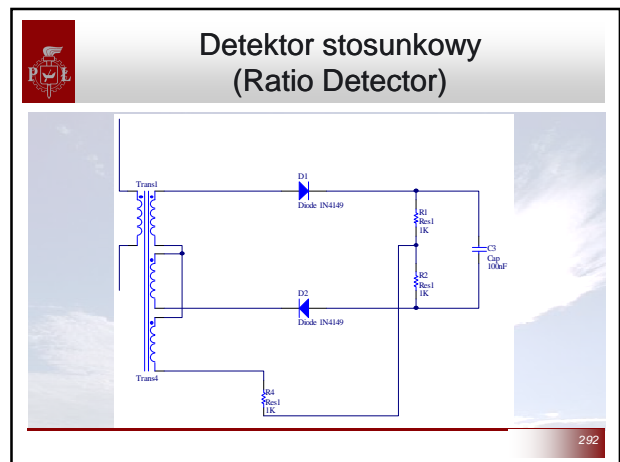 Detektor stosunkowy
(Ratio Detector)
P Ł
Trans1
D1
Diode 1N4149
R1
Res1
1K
C3
Cap
100nF
R2
Res1
1K
D2
Diode 1N4149
Trans4
R4
Res1
1K
292